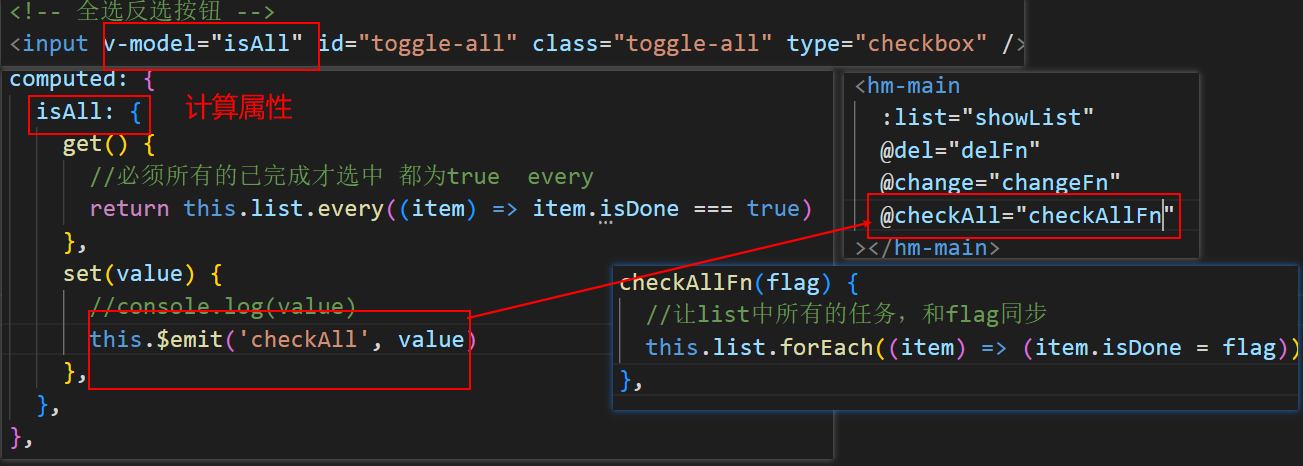 <!-- 全选反选按钮 -->
<input v-model="isAll" id="toggle-all" class="toggle-all" type="checkbox" />
computed: {
isAll: {
计算属性
get() {
//必须所有的已完成才选中 都为true  every
return this.list.every((item) => item.isDone === true)
},
set(value) {
//console.log(value)
this.$emit('checkAll', value)
},
},
},
<hm-main
:list="showList"
@del="delFn"
@change="changeFn"
@checkAll="checkAllFn"
></hm-main>
checkAllFn(flag) {
//让list中所有的任务，和flag同步
this.list.forEach((item) => (item.isDone = flag))
},